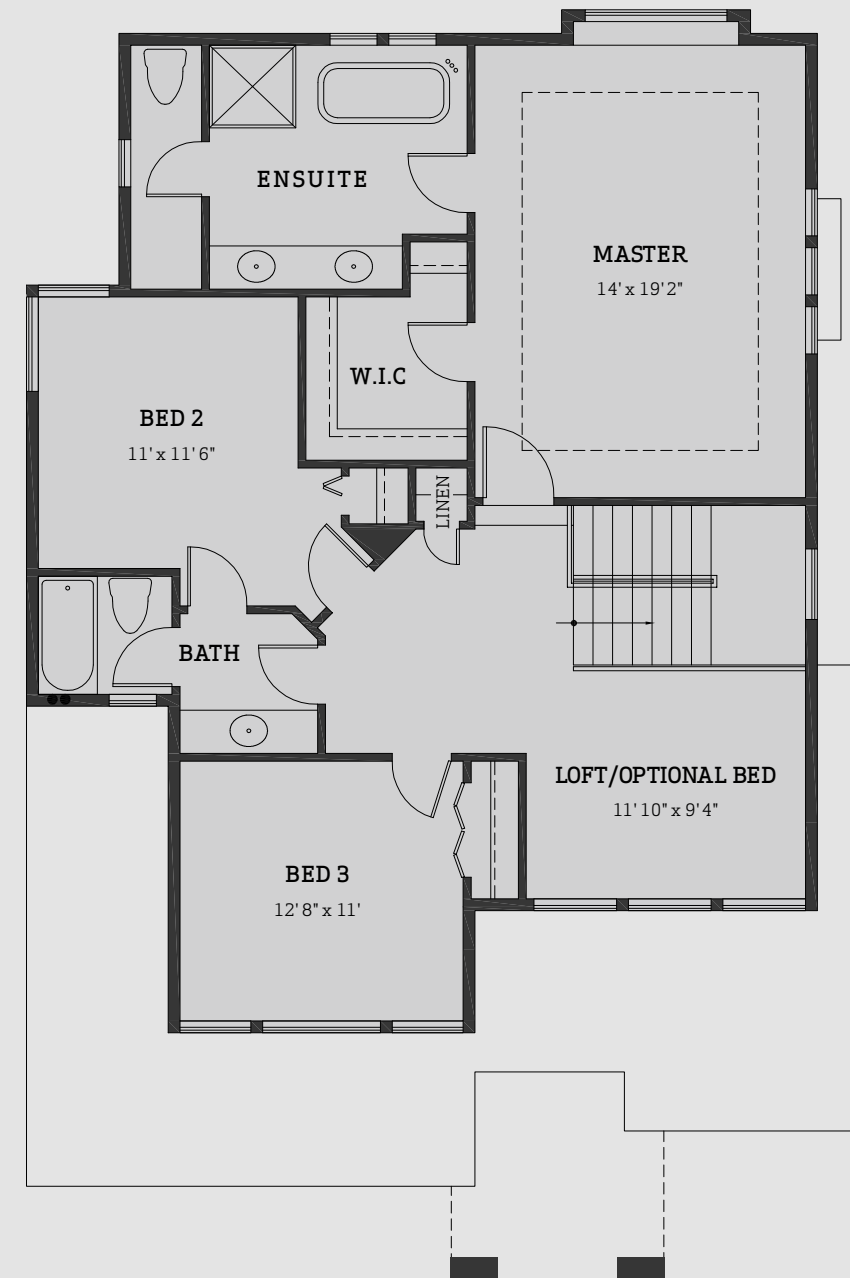 ENSUITE
MASTER
14' x 19'2"
W.I.C
BED 2
11' x 11'6"
LINEN
BATH
LOFT/OPTIONAL BED
11'10" x 9'4"
BED 3
12'8" x 11'